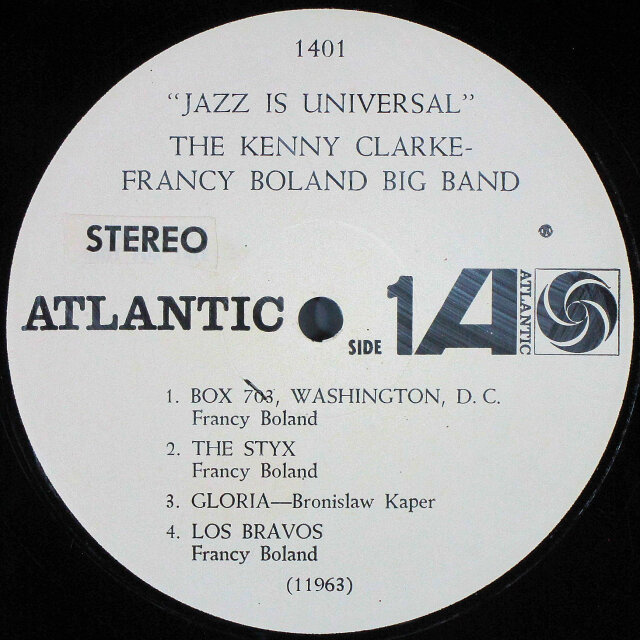 1401
"JAZZ IS UNIVERSAL"
THE KENNY CLARKE-
FRANCY BOLAND BIG BAND
STEREO
ATLANTIC
SIDE 1
ATLANTIC
1. BOX 703, WASHINGTON, D. C.
Francy Boland
2. THE STYX
Francy Boland
3. GLORIA—Bronislaw Kaper
4. LOS BRAVOS
Francy Boland
(11963)